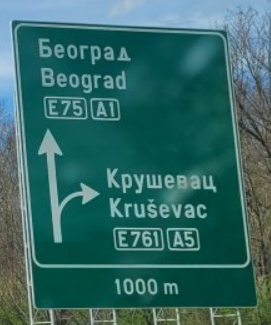 Београд
Beograd
E75 A1
Крушевац
Kruševac
E761 A5
1000 m